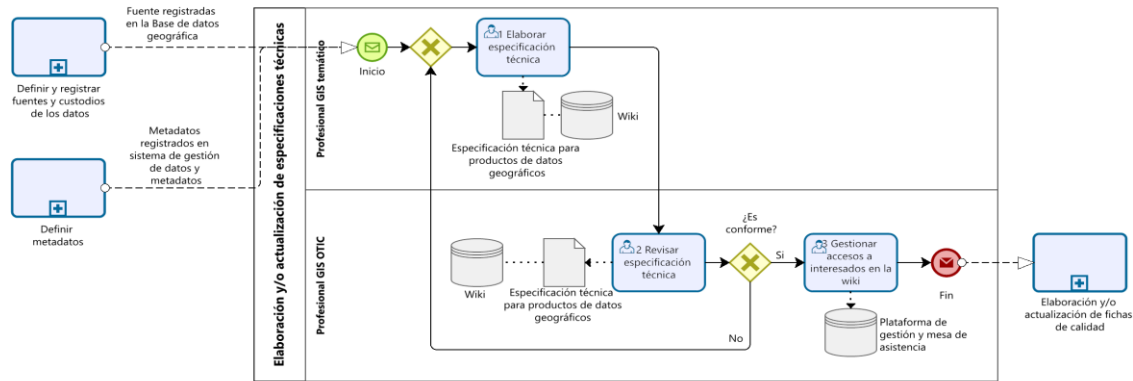 Fuente registradas
en la Base de datos
geográfica
Definir y registrar
fuentes y custodios
de los datos
Metadatos
registrados en
sistema de gestión
de datos y
metadatos
Definir
metadatos
Elaboración y/o actualización de especificaciones técnicas
Profesional GIS temático
Inicio
1 Elaborar
especificación
técnica
Wiki
Especificación técnica para
productos de datos
geográficos
Profesional GIS OTIC
Wiki
Especificación técnica
para productos de datos
geográficos
2 Revisar
especificación
técnica
¿Es
conforme?
Si
No
3 Gestionar
accesos a
interesados en la
wiki
Plataforma de
gestión y mesa de
asistencia
Fin
Elaboración y/o
actualización de fichas
de calidad